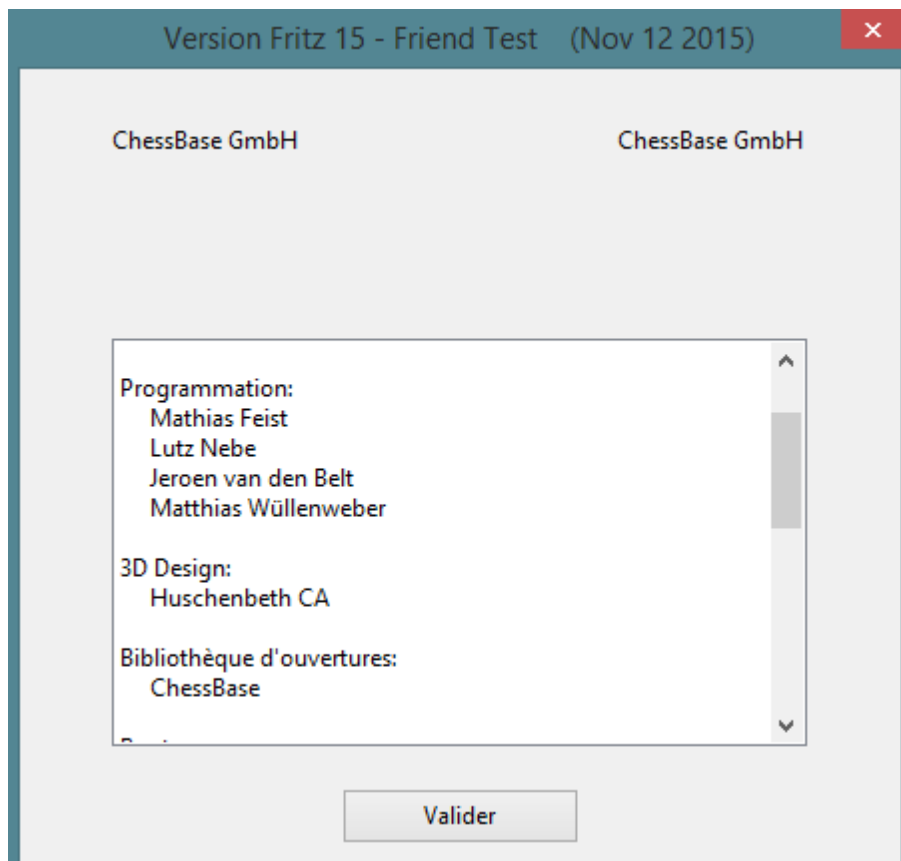 Version Fritz 15 - Friend Test (Nov 12 2015)
ChessBase GmbH
ChessBase GmbH
Programmation:
Mathias Feist
Lutz Nebe
Jeroen van den Belt
Matthias Wüllenweber
3D Design:
Huschenbeth CA
Bibliothèque d'ouvertures:
ChessBase
Valider